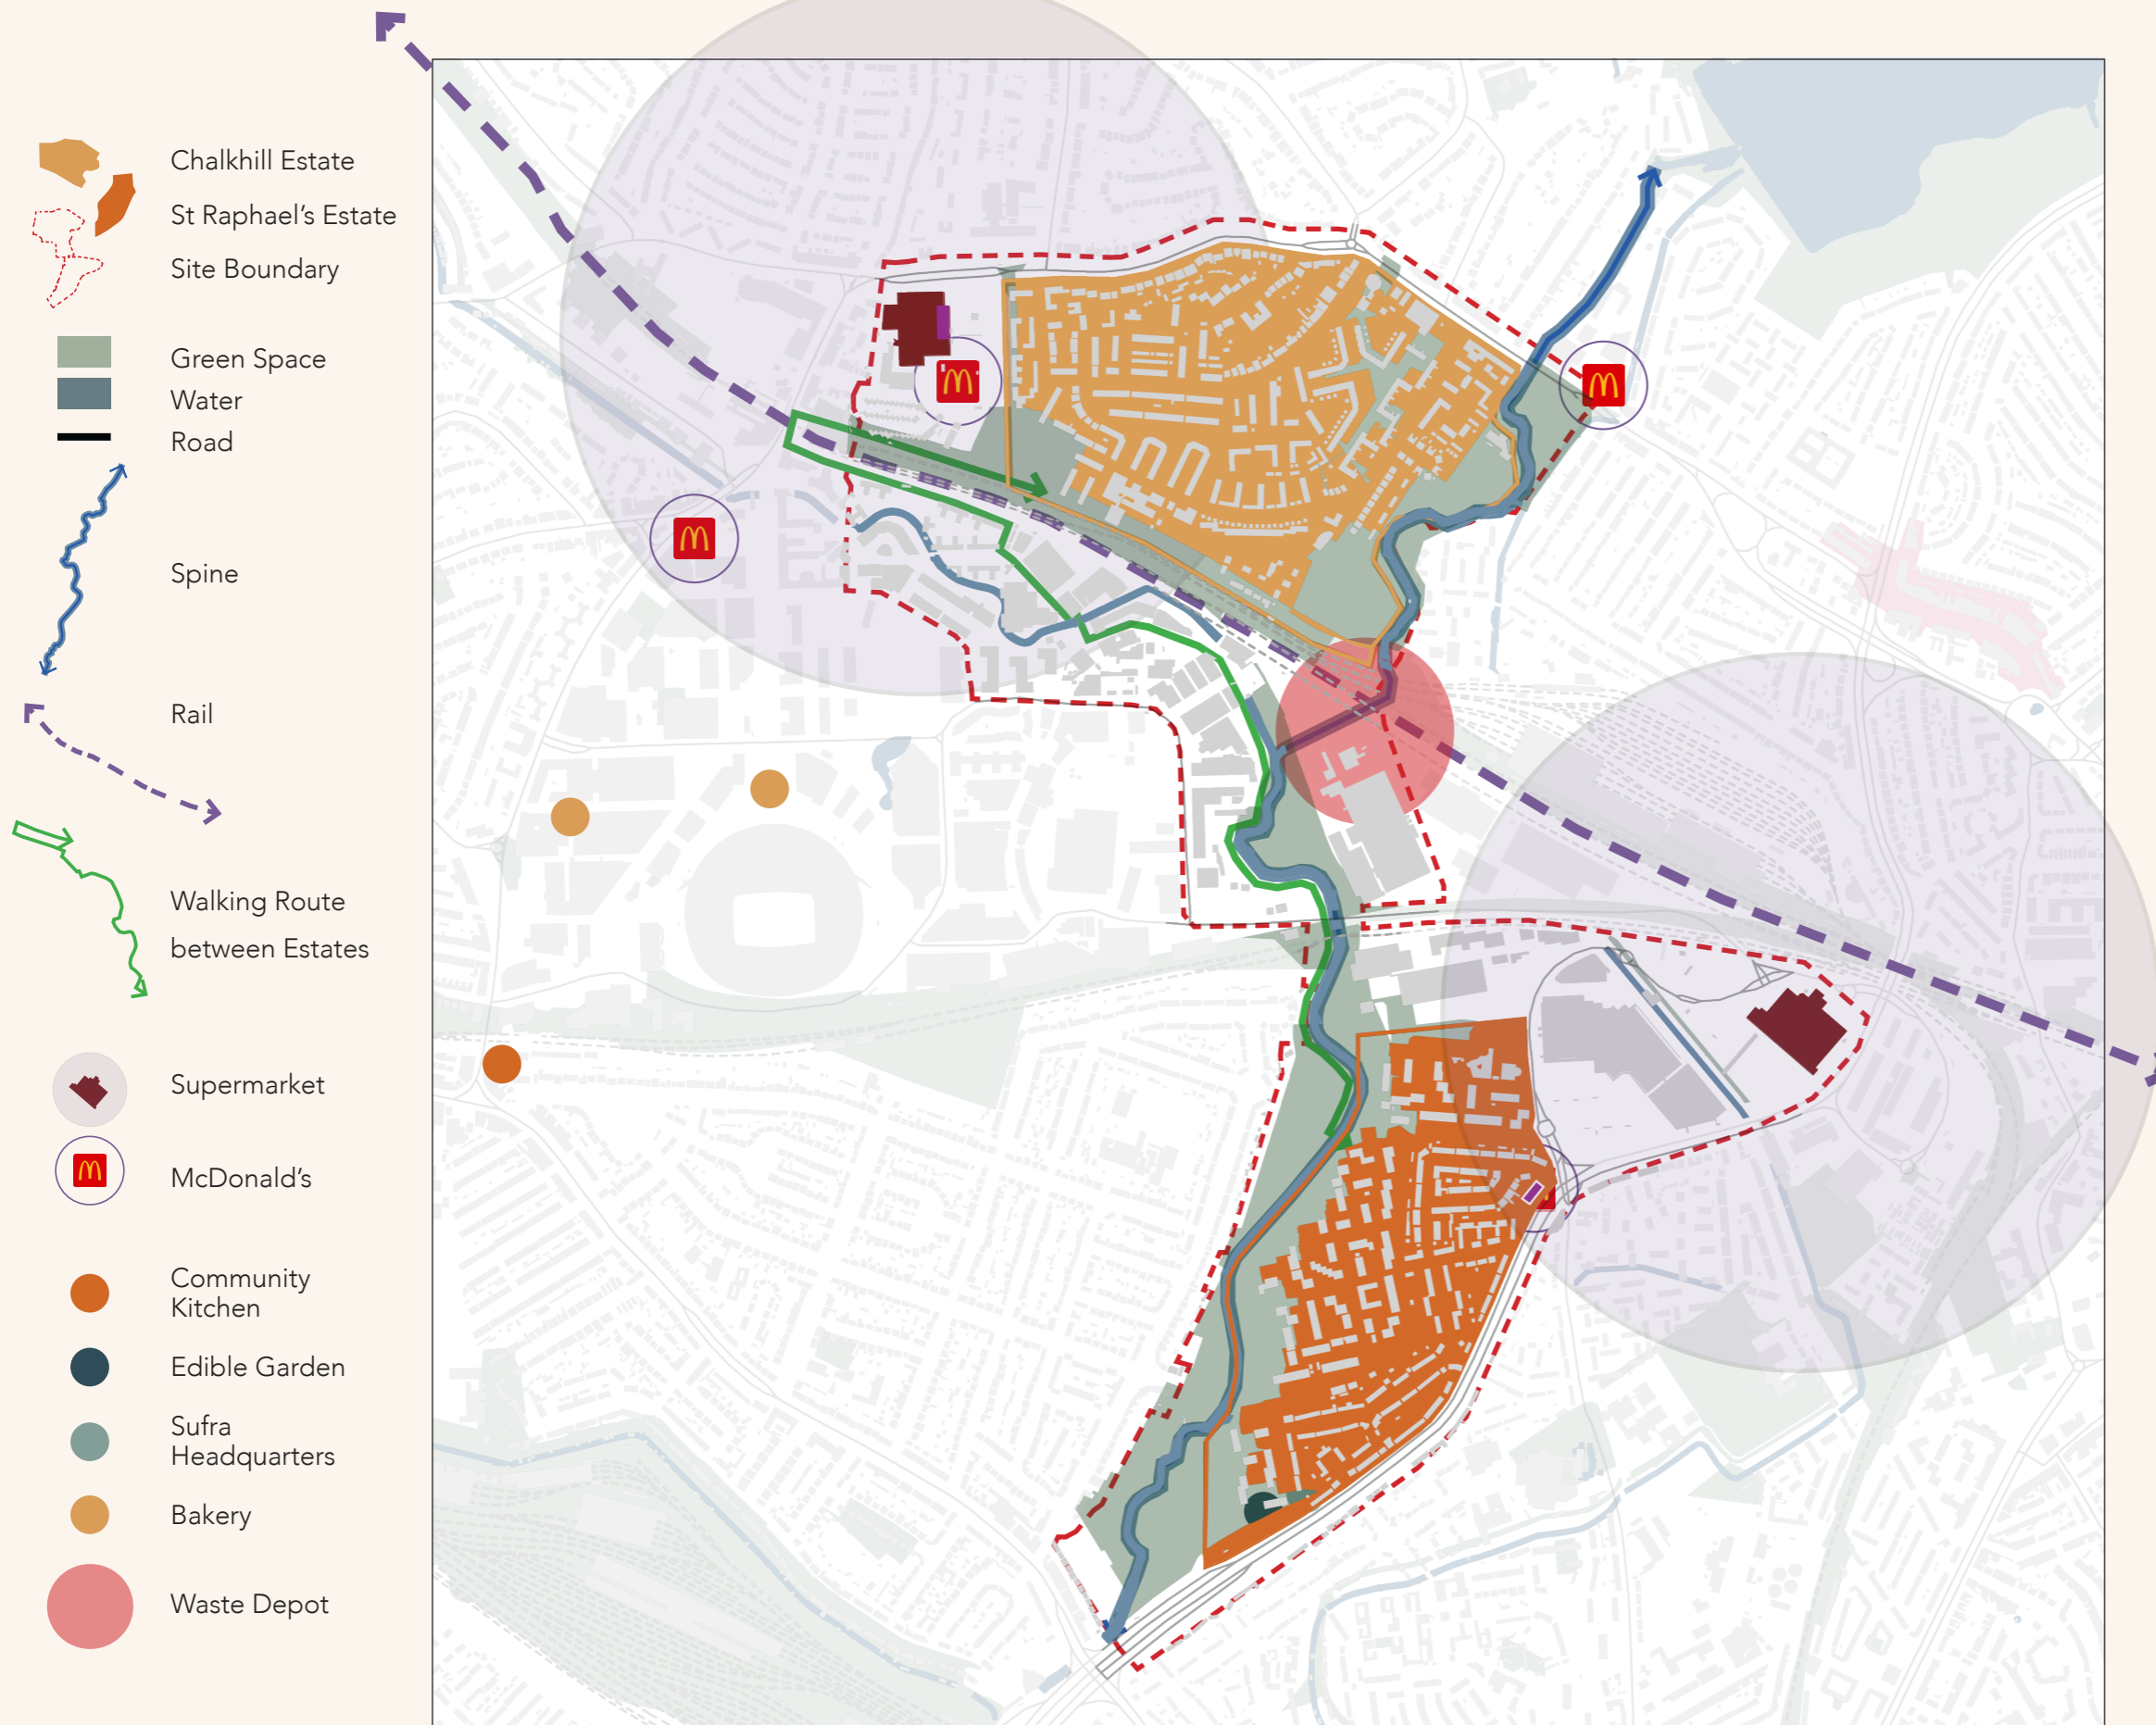 Chalkhill Estate
St Raphael’s Estate
Site Boundary
Green Space
Water
Road
Spine
Rail
Walking Route
between Estates
Supermarket
McDonald’s
Community
Kitchen
Edible Garden
Sufra
Headquarters
Bakery
Waste Depot